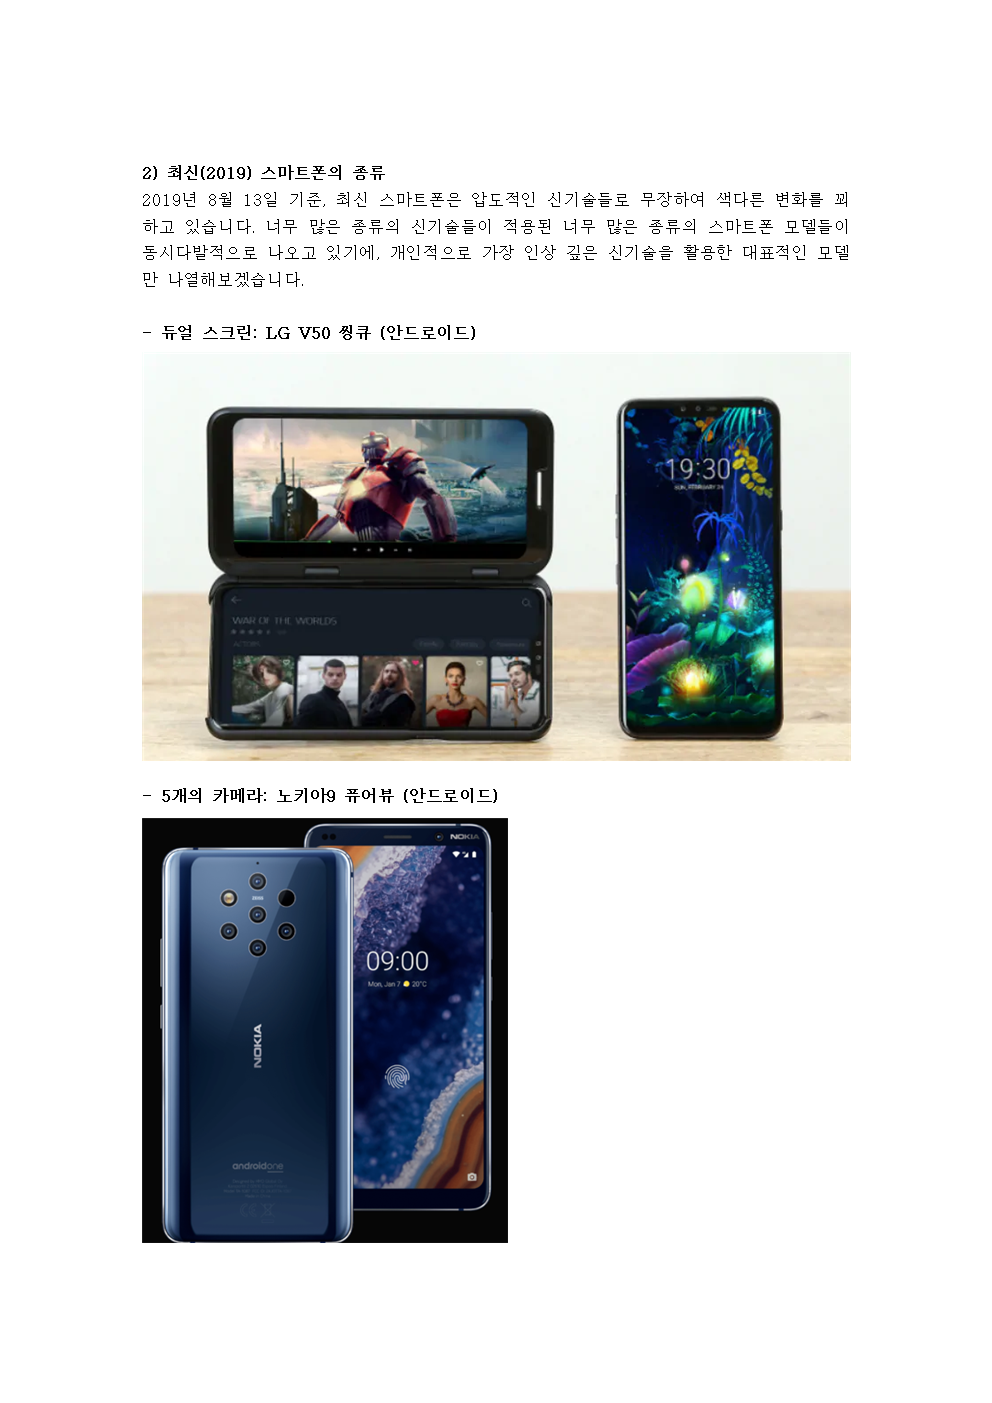 2) 최신(2019) 스마트폰의 종류
2019년 8월 13일 기준, 최신 스마트폰은 압도적인 신기술들로 무장하여 색다른 변화를 꾀
하고 있습니다. 너무 많은 종류의 신기술들이 적용된 너무 많은 종류의 스마트폰 모델들이
동시다발적으로 나오고 있기에, 개인적으로 가장 인상 깊은 신기술을 활용한 대표적인 모델
만 나열해보겠습니다.
- 듀얼 스크린: LG V50 씽큐 (안드로이드)
19:30
WAR OF THE WORLDS
ACTORS
- 5개의 카메라: 노키아9 퓨어뷰 (안드로이드)
NOKIA
09:00
Mon, Jan 7 20°C
NOKIA
androidone